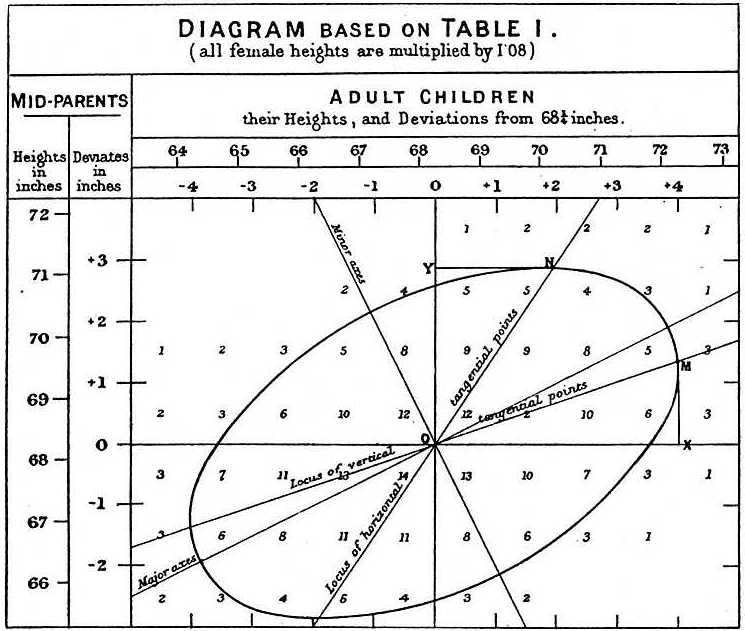 DIAGRAM BASED ON TABLE I.
(all female heights are multiplied by 1·08)
MID-PARENTS
ADULT CHILDREN
their Heights, and Deviations from 68¼ inches.
Heights in inches
Deviates in inches
64 65 66 67 68 69 70 71 72 73
-4 -3 -2 -1 0 +1 +2 +3 +4
72
1 2 2 2 1
Minor axes
+3
Y N
71
2 4 5 5 4 3 1
+2
70
tangential points
1 2 3 5 8 9 9 8 5 3
M
+1
69
tangential points
2 3 6 10 12 12 2 10 6 3
0 O X
68
Locus of vertical
3 7 11 13 14 13 10 7 3 1
-1
67
Locus of horizontal
3 6 8 11 11 8 6 3 1
-2
Major axes
66
2 3 4 6 4 3 2